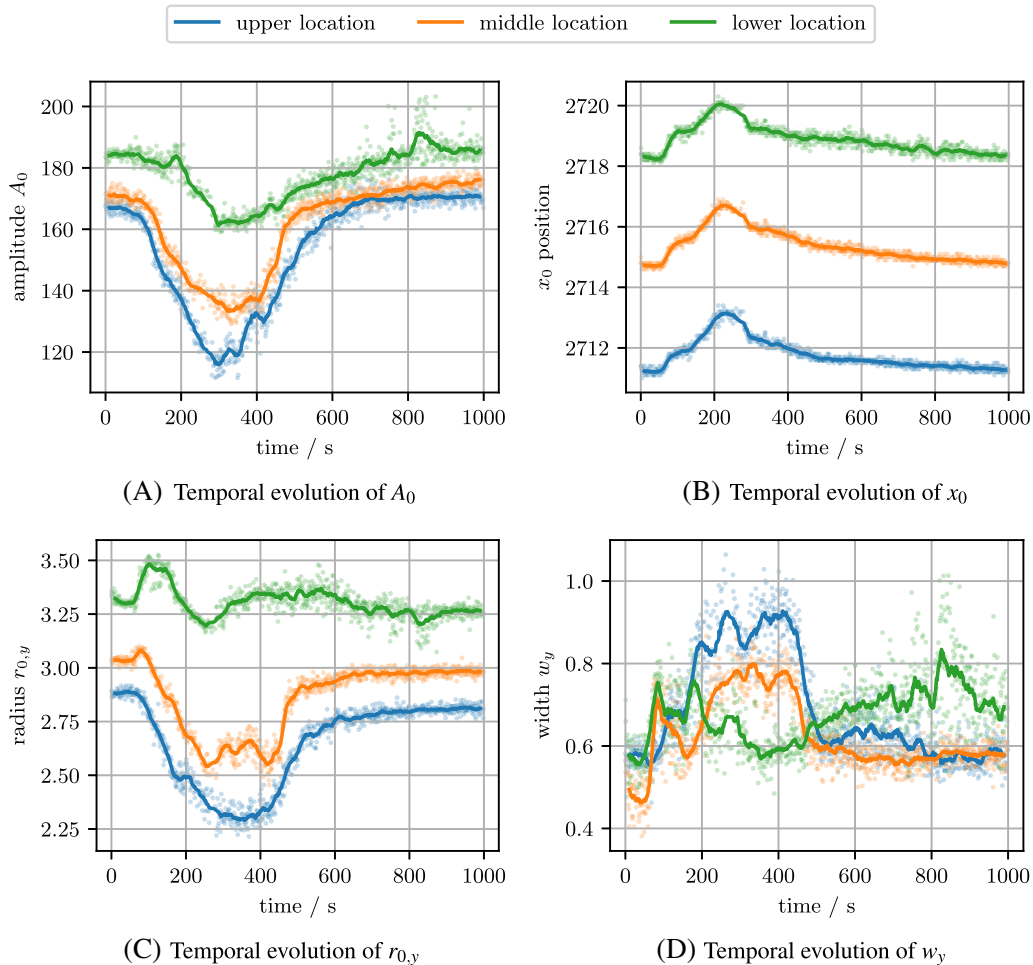 upper location middle location lower location
200
180
160
140
120
amplitude A0
0 200 400 600 800 1000
time / s
(A) Temporal evolution of A0
2720
2718
2716
2714
2712
x0 position
0 200 400 600 800 1000
time / s
(B) Temporal evolution of x0
3.50
3.25
3.00
2.75
2.50
2.25
radius r0,y
0 200 400 600 800 1000
time / s
(C) Temporal evolution of r0,y
1.0
0.8
0.6
0.4
width wy
0 200 400 600 800 1000
time / s
(D) Temporal evolution of wy